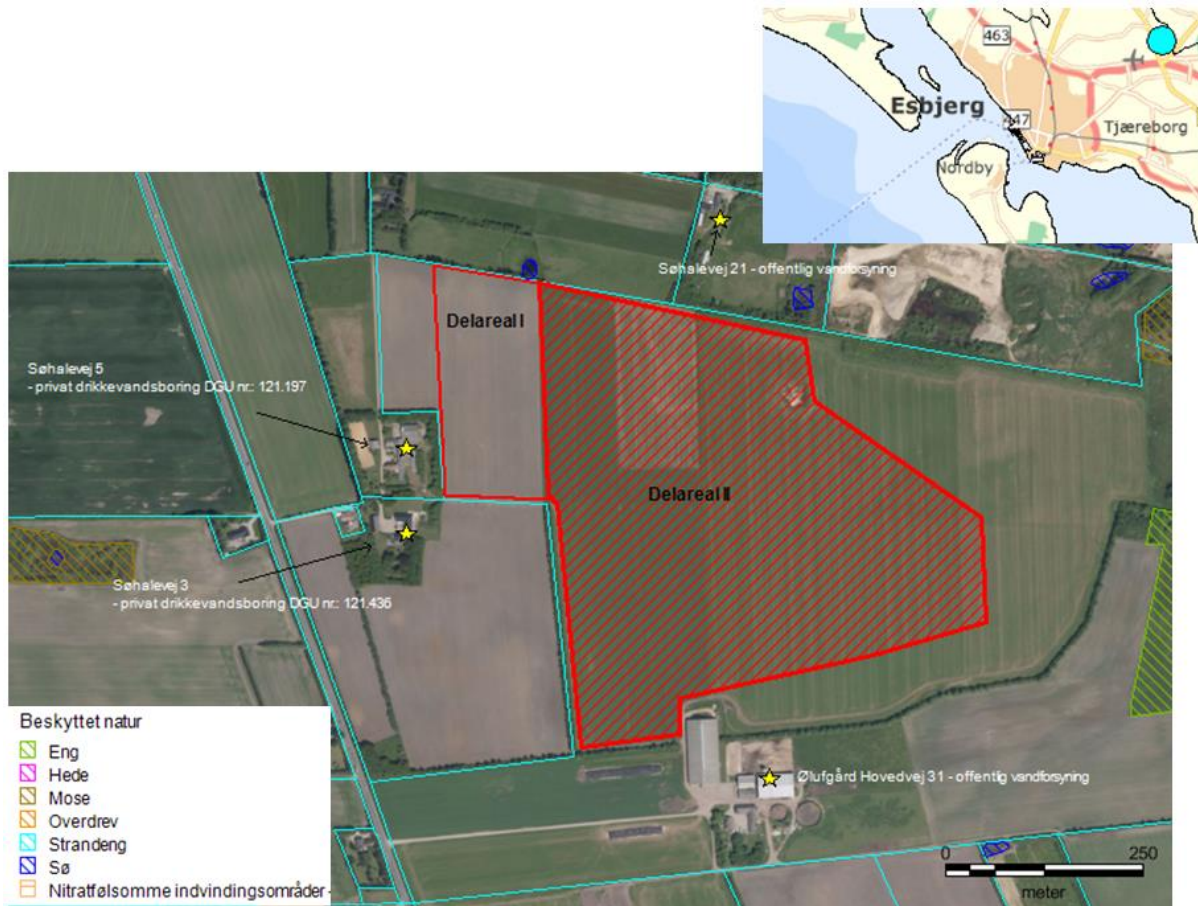 463
Esbjerg
447
Tjæreborg
Nordby
Søhalevej 21 - offentlig vandforsyning
Delareal I
Søhalevej 5
- privat drikkevandsboring DGU nr.: 121.197
Delareal II
Søhalevej 3
- privat drikkevandsboring DGU nr.: 121.436
Ølufgård Hovedvej 31 - offentlig vandforsyning
Beskyttet natur
Eng
Hede
Mose
Overdrev
Strandeng
Sø
Nitratfølsomme indvindingsområder -
0 250
meter